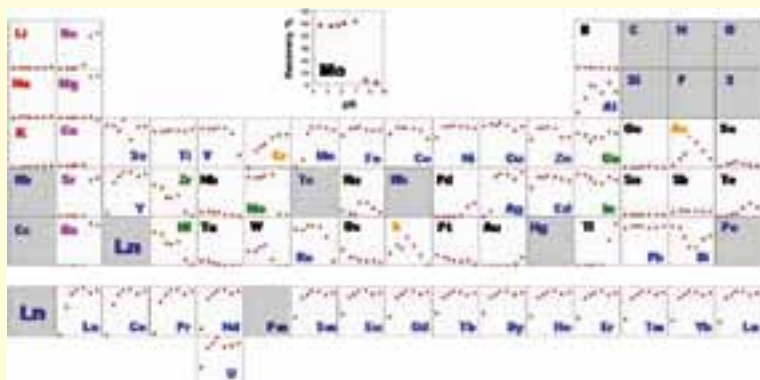 Recovery, %
Mo
pH
Li Be B C N O
Na Mg Al Si P S
K Ca Sc Ti V Cr Mn Fe Co Ni Cu Zn Ga Ge As Se
Rb Sr Y Zr Nb Mo Tc Ru Rh Pd Ag Cd In Sn Sb Te
Cs Ba Ln Hf Ta W Re Os Pt Au Hg Tl Pb Bi Po
Ln La Ce Pr Nd Pm Sm Eu Gd Tb Dy Ho Er Tm Yb Lu
U